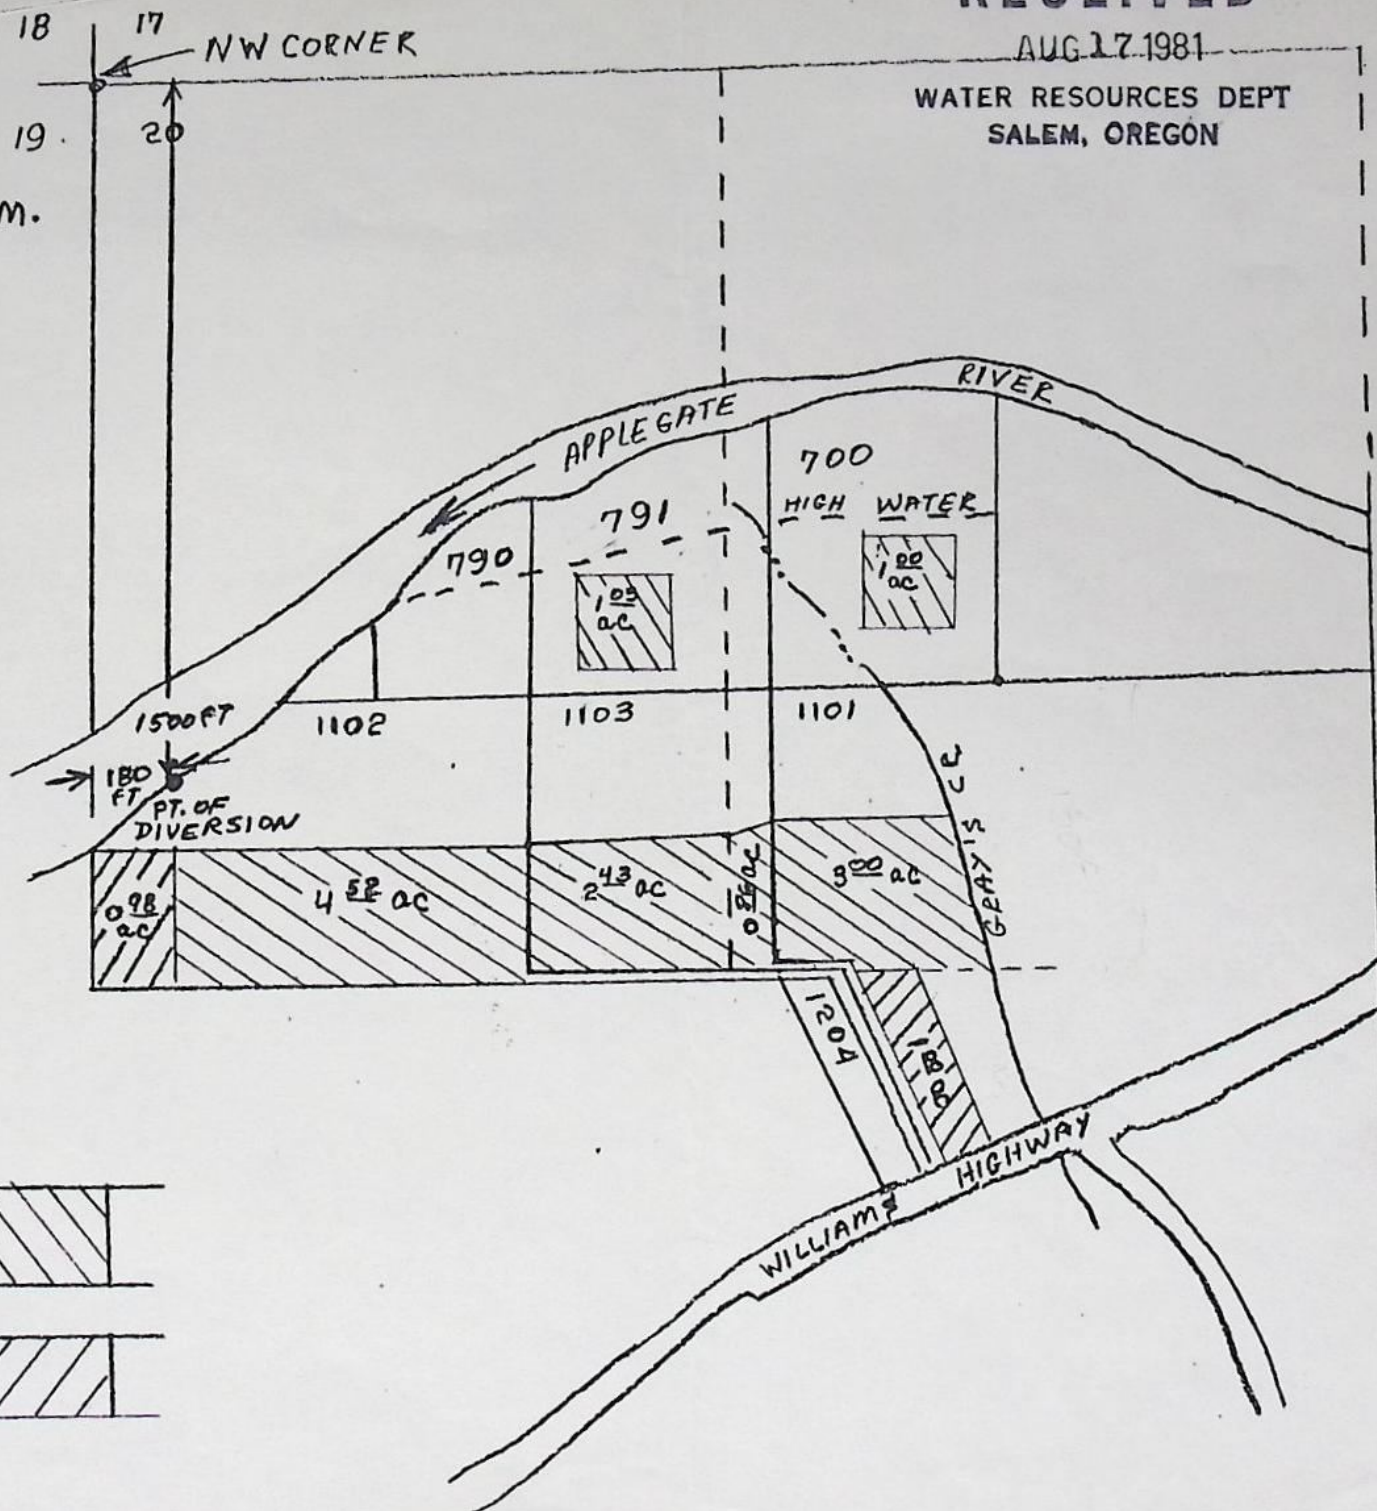 RECEIVED
18
17
NW CORNER
AUG 17 1981
WATER RESOURCES DEPT
SALEM, OREGON
19
20
m.
APPLEGATE RIVER
700
HIGH WATER
791
790
1 00 ac
1 05 ac
1500 FT
1102
1103
1101
180 FT
PT. OF
DIVERSION
GRAY'S CR
0 98 ac
4 52 ac
2 43 ac
3 00 ac
1204
WILLIAMS HIGHWAY